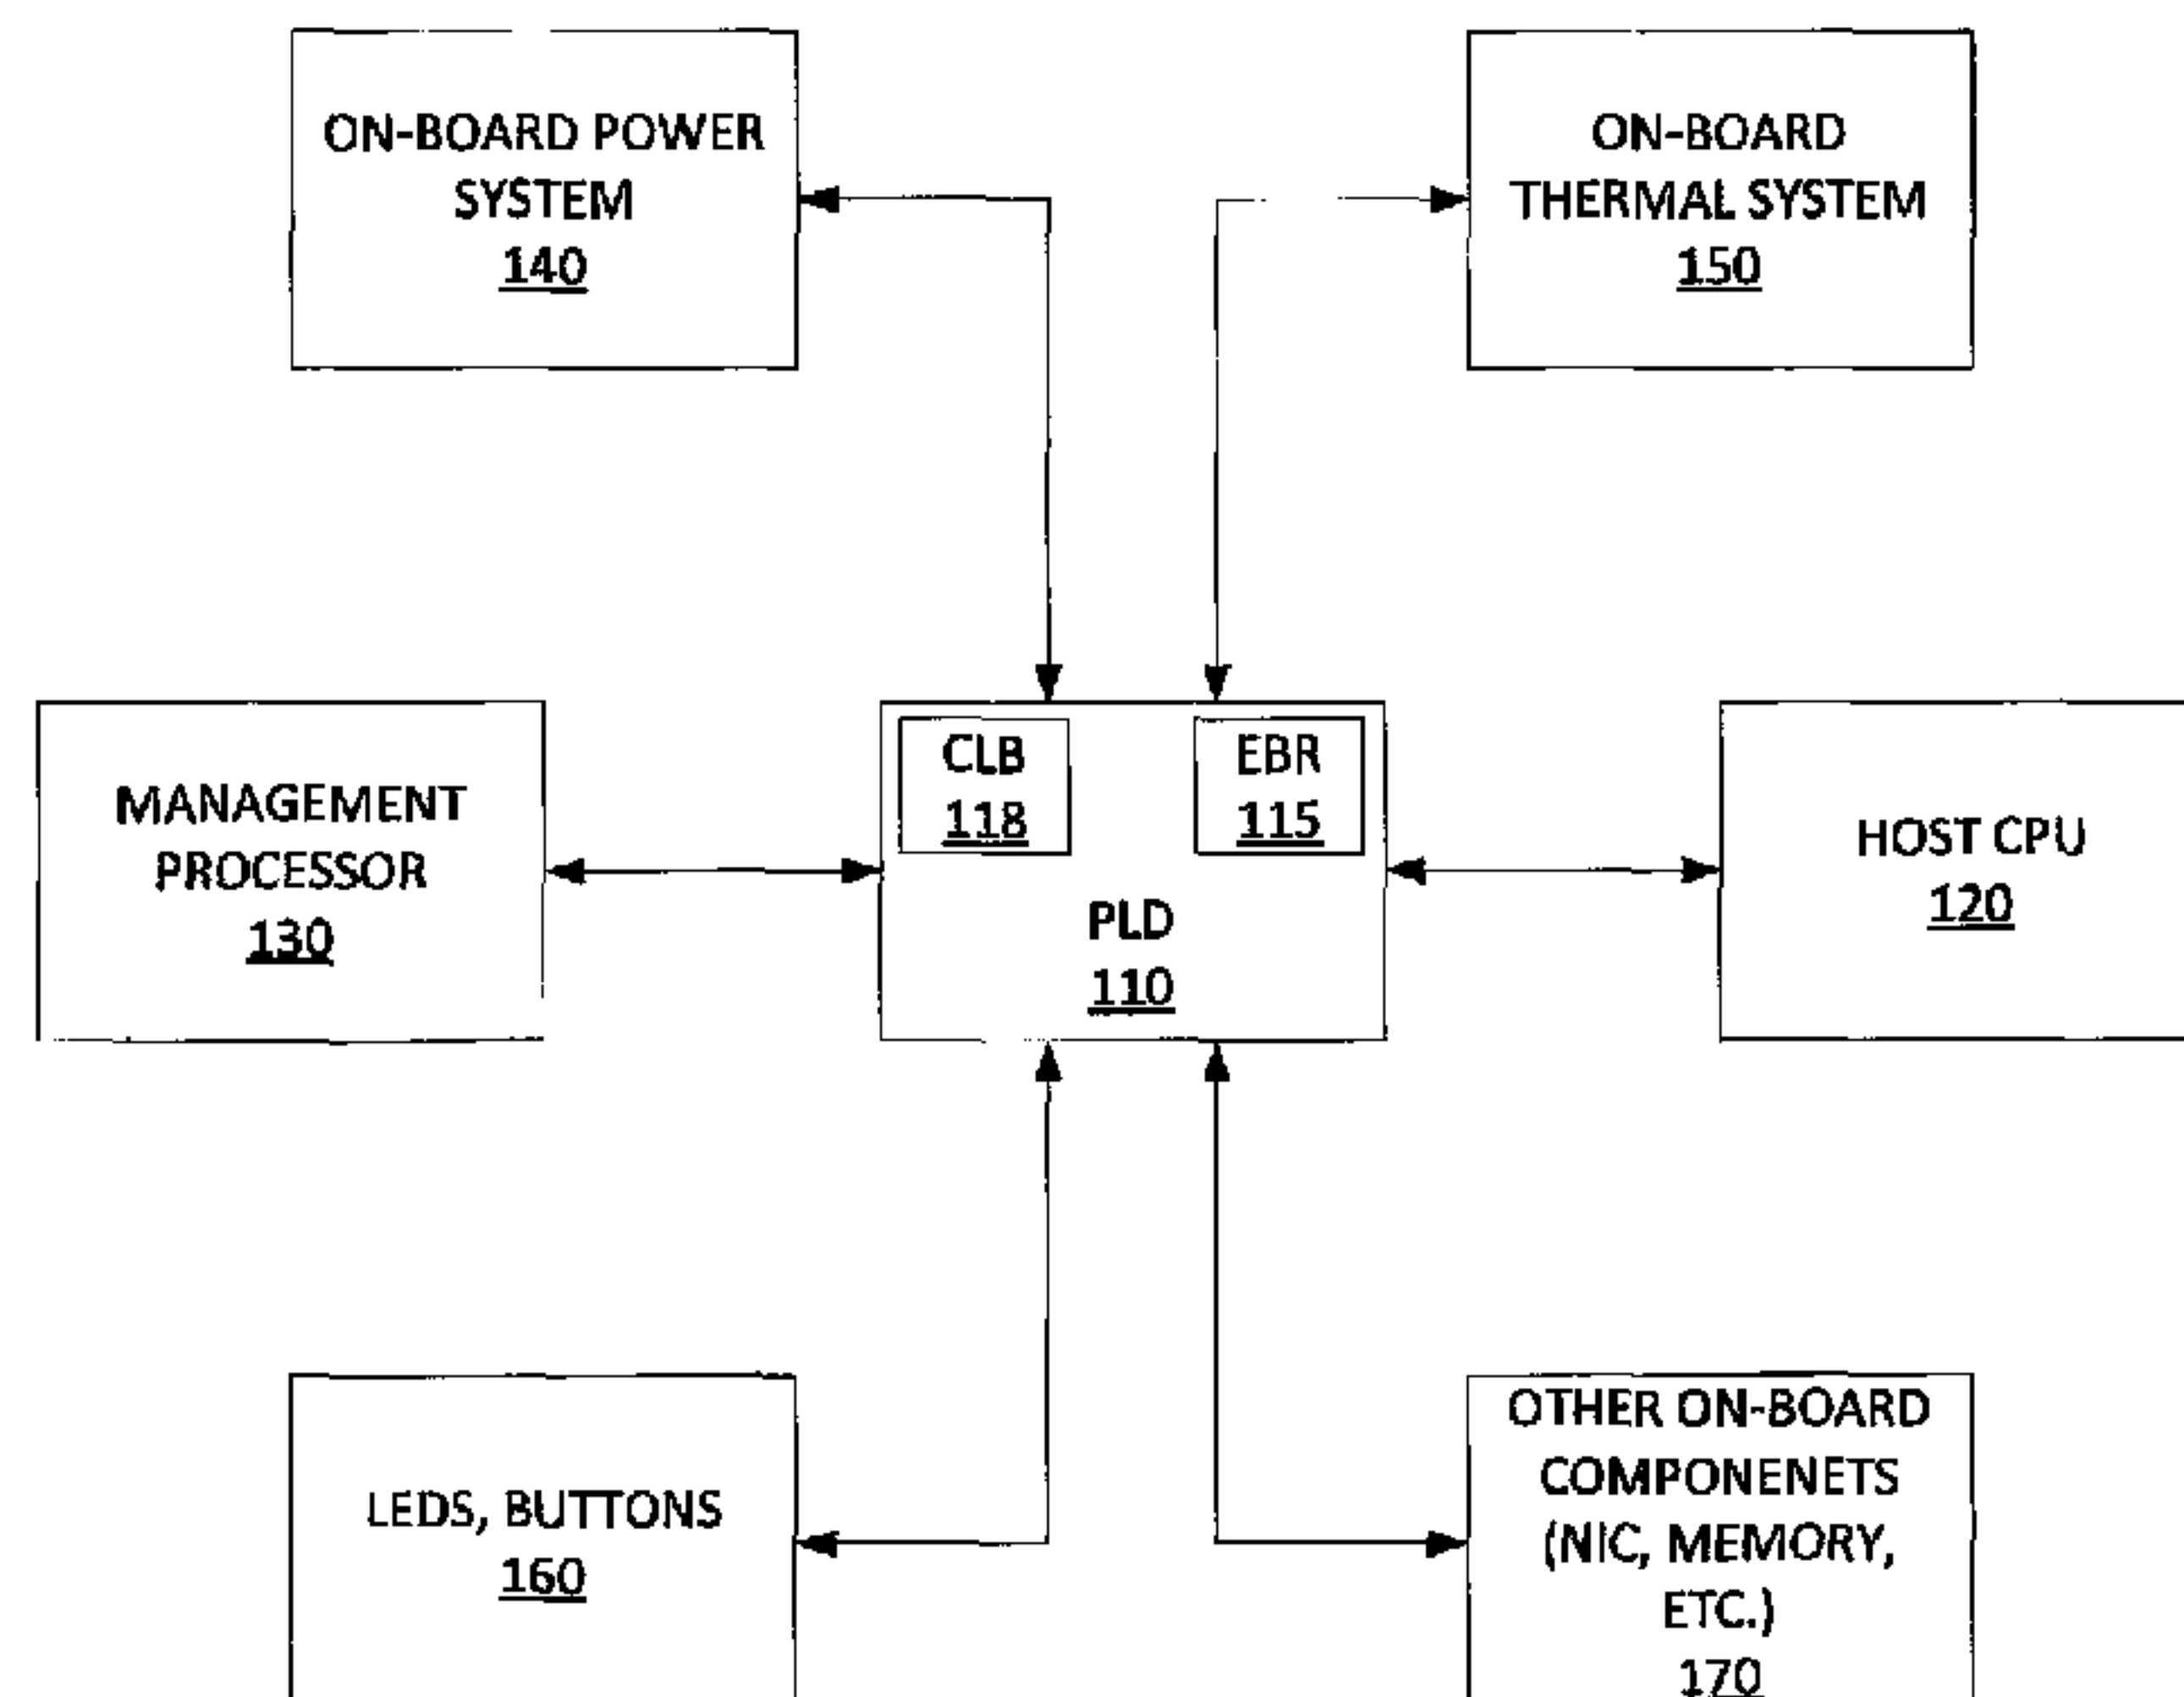 ON-BOARD POWER
SYSTEM
140
ON-BOARD
THERMAL SYSTEM
150
MANAGEMENT
PROCESSOR
130
CLB
118
EBR
115
PLD
110
HOST CPU
120
LEDS, BUTTONS
160
OTHER ON-BOARD
COMPONENETS
(NIC, MEMORY,
ETC.)
170